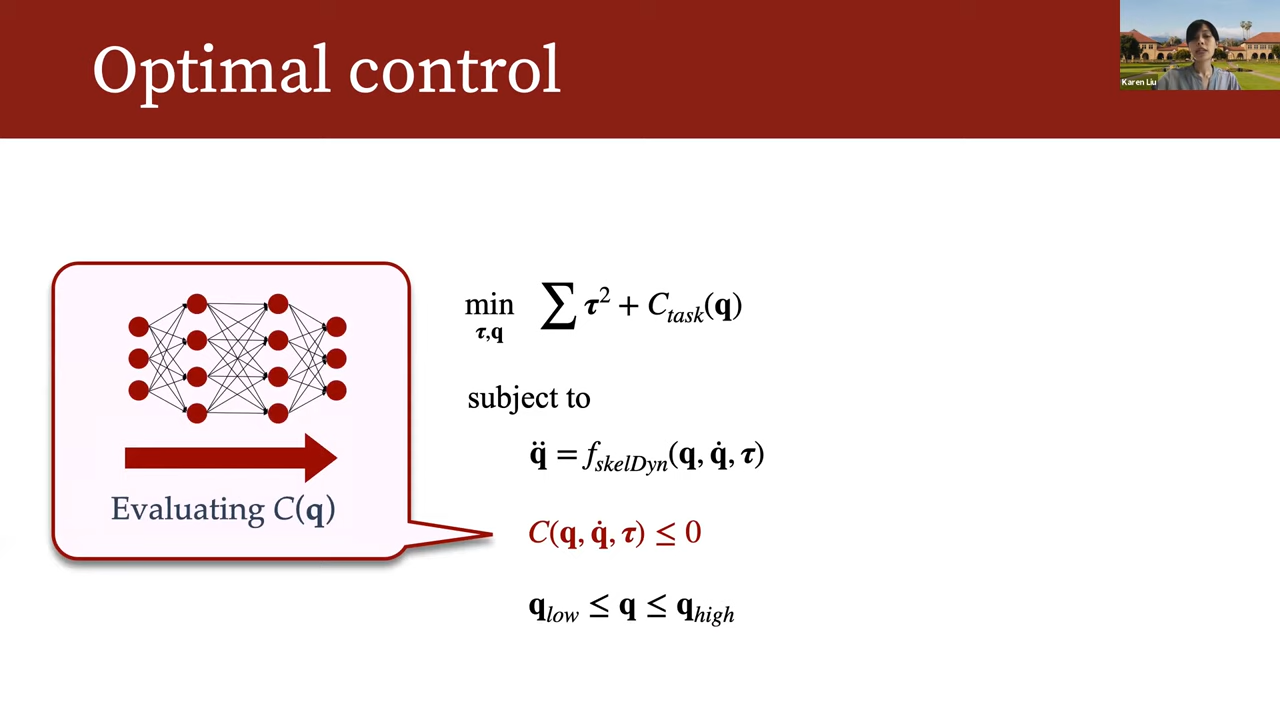 Optimal control
Karen Liu
min ∑ τ² + C_task(q)
τ,q
subject to
q̈ = f_skelDyn(q, q̇, τ)
Evaluating C(q)
C(q, q̇, τ) ≤ 0
q_low ≤ q ≤ q_high